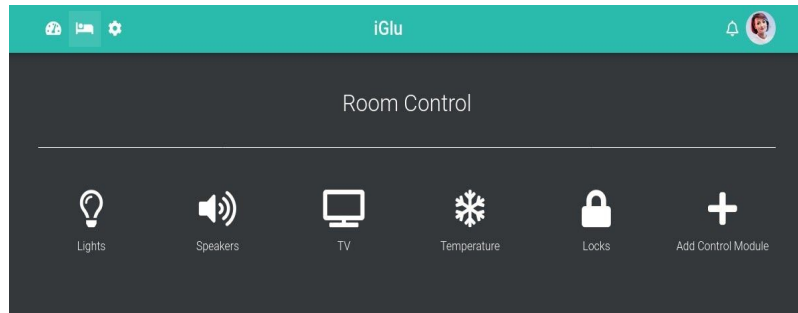 iGlu
Room Control
Lights Speakers TV Temperature Locks Add Control Module